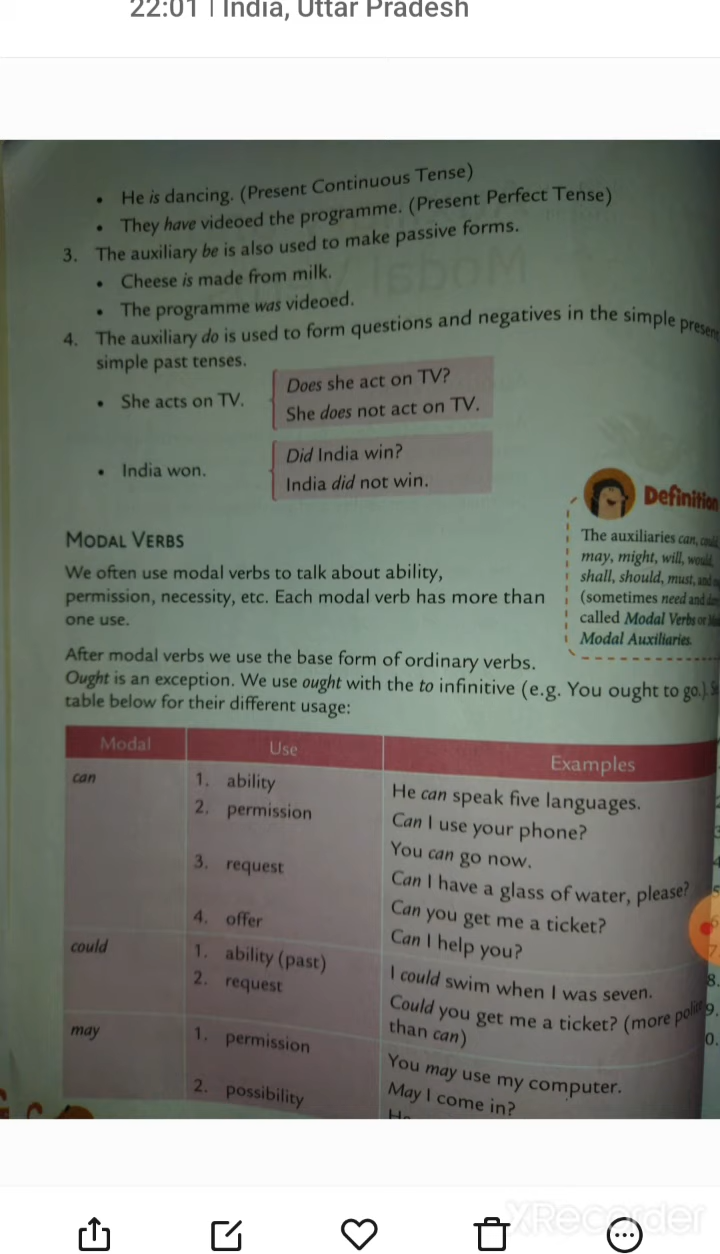 22:01 | India, Uttar Pradesh
• He is dancing. (Present Continuous Tense)
• They have videoed the programme. (Present Perfect Tense)
3. The auxiliary be is also used to make passive forms.
• Cheese is made from milk.
• The programme was videoed.
4. The auxiliary do is used to form questions and negatives in the simple present
simple past tenses.
• She acts on TV.
Does she act on TV?
She does not act on TV.
• India won.
Did India win?
India did not win.
MODAL VERBS
We often use modal verbs to talk about ability,
permission, necessity, etc. Each modal verb has more than
one use.
Definition
The auxiliaries can, could,
may, might, will, would,
shall, should, must, and
(sometimes need and
called Modal Verbs or
Modal Auxiliaries.
After modal verbs we use the base form of ordinary verbs.
Ought is an exception. We use ought with the to infinitive (e.g. You ought to go.).
table below for their different usage:
Modal Use Examples
can 1. ability He can speak five languages.
2. permission Can I use your phone?
You can go now.
3. request Can I have a glass of water, please?
Can you get me a ticket?
4. offer Can I help you?
could 1. ability (past) I could swim when I was seven.
2. request Could you get me a ticket? (more polite
than can)
may 1. permission You may use my computer.
May I come in?
2. possibility
8.
9.
0.
XRecorder